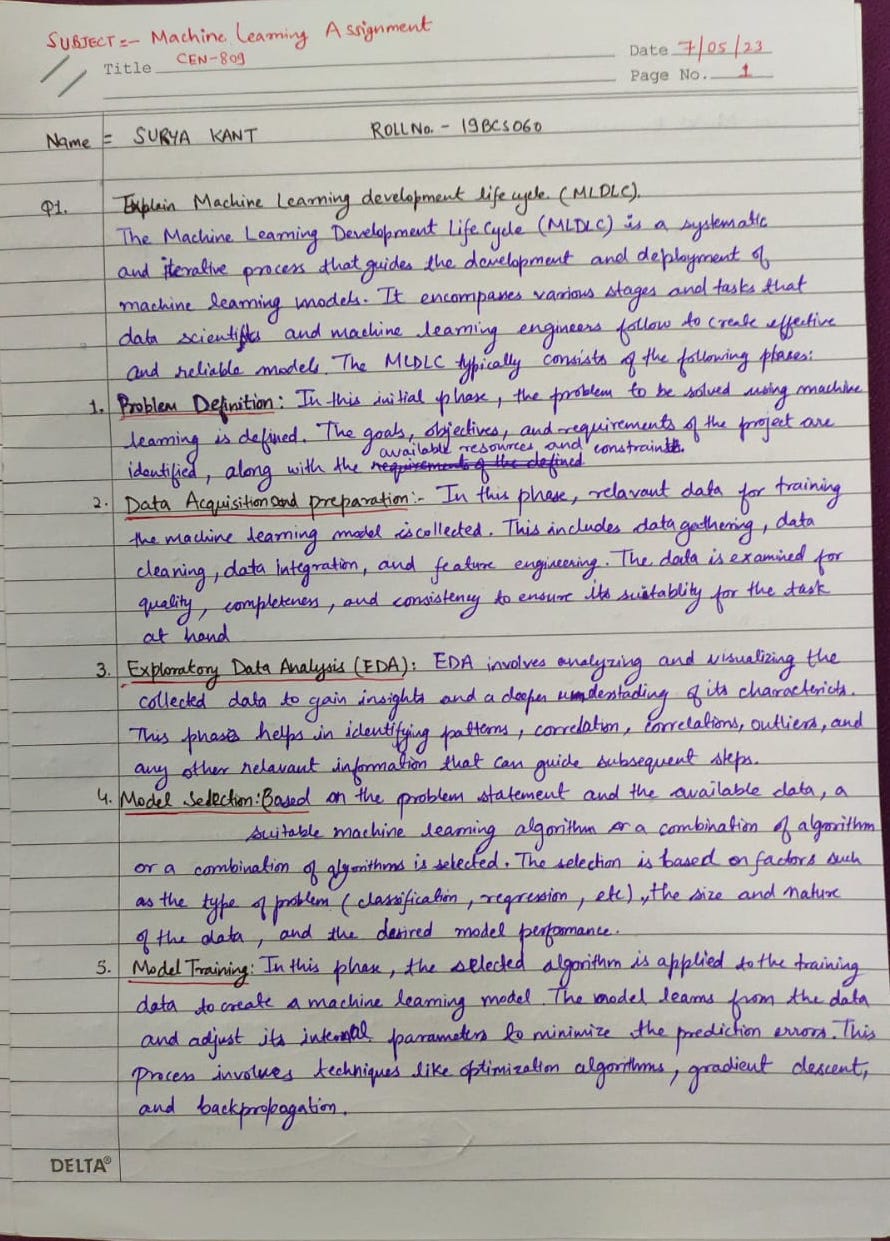 SUBJECT:- Machine Learning Assignment
Title CEN-809
Date 7/05/23
Page No. 1
Name = SURYA KANT ROLL No. - 19BCS060
Q1. Explain Machine Learning development life cycle. (MLDLC).
The Machine Learning Development Life Cycle (MLDLC) is a systematic
and iterative process that guides the development and deployment of
machine learning models. It encompasses various stages and tasks that
data scientists and machine learning engineers follow to create effective
and reliable models. The MLDLC typically consists of the following phases:
1. Problem Definition: In this initial phase, the problem to be solved using machine
learning is defined. The goals, objectives, and requirements of the project are
identified, along with the available resources and constraints.
2. Data Acquisition and preparation:- In this phase, relavant data for training
the machine learning model is collected. This includes data gathering, data
cleaning, data integration, and feature engineering. The data is examined for
quality, completeness, and consistency to ensure its suistablity for the task
at hand
3. Exploratory Data Analysis (EDA): EDA involves analyzing and visualizing the
collected data to gain insights and a deeper understading of its charactericts.
This phase helps in identifying patterns, correlation, correlations, outliers, and
any other relavant information that can guide subsequent steps.
4. Model Selection: Based on the problem statement and the available data, a
suitable machine learning algorithm or a combination of algorithm
or a combination of algorithms is selected. The selection is based on factors such
as the type of problem (classification, regression, etc), the size and nature
of the data, and the desired model performance.
5. Model Training: In this phase, the selected algorithm is applied to the training
data to create a machine learning model. The model learns from the data
and adjust its internal parameters to minimize the prediction errors. This
process involves techniques like optimization algorithms, gradient descent,
and backpropagation.
DELTA®